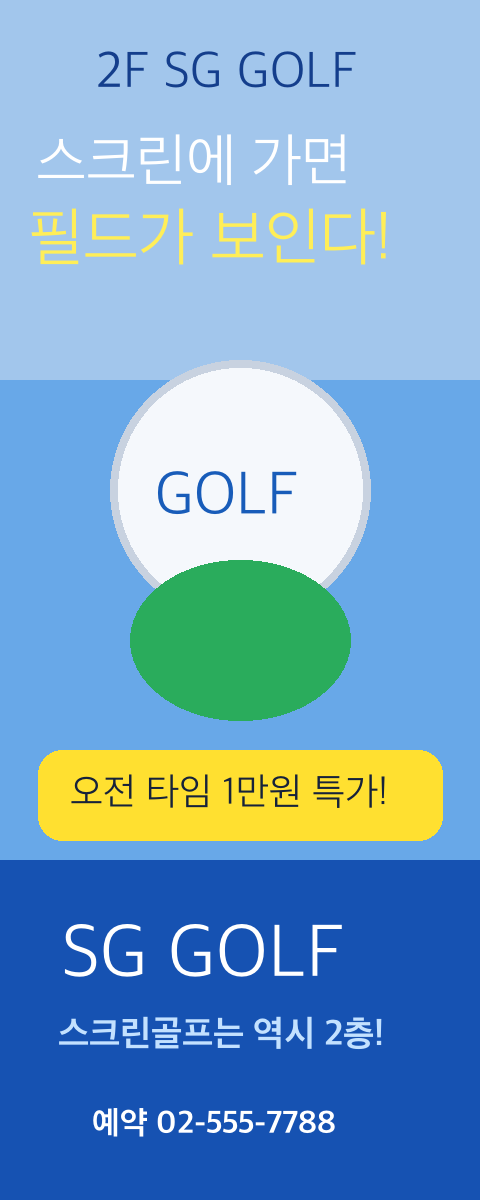 2F SG GOLF
스크린에 가면
필드가 보인다!
GOLF
오전 타임 1만원 특가!
SG GOLF
스크린골프는 역시 2층!
예약 02-555-7788